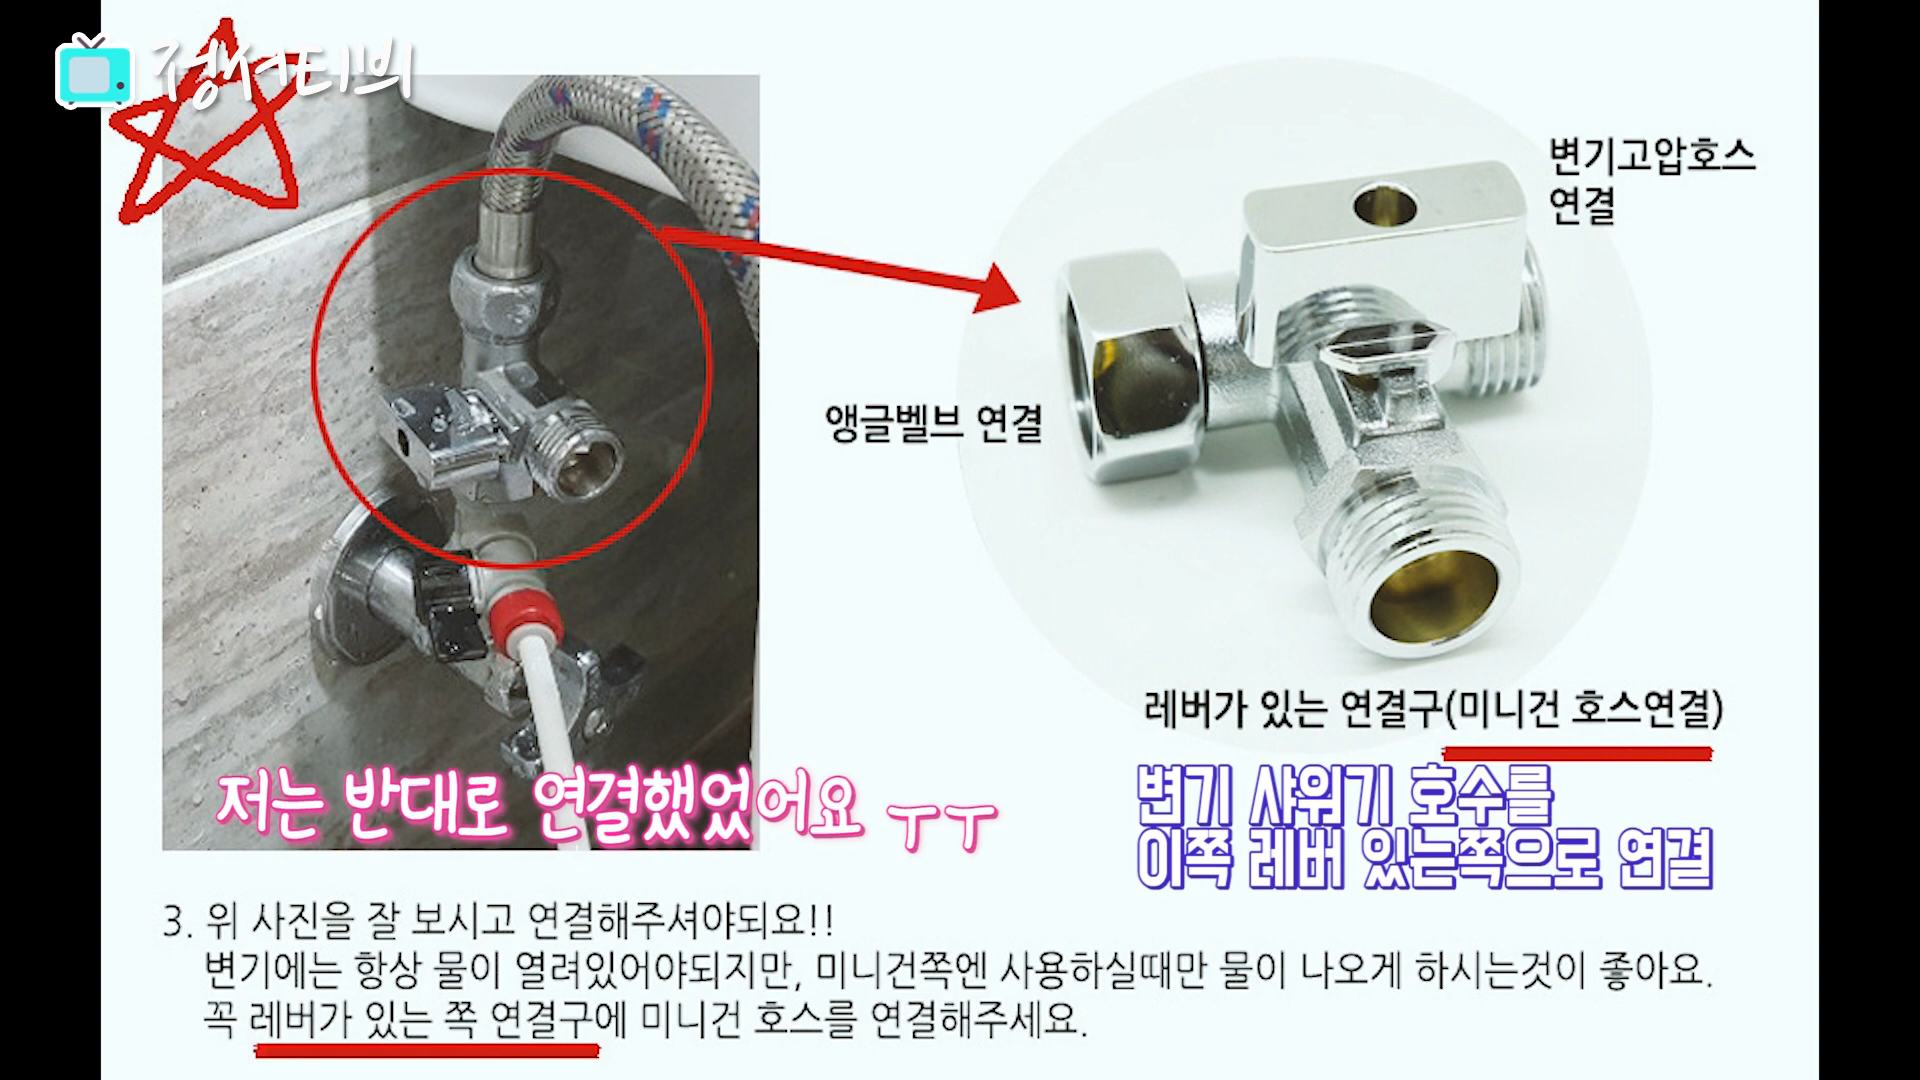 정서티븨
변기고압호스
연결
앵글벨브 연결
레버가 있는 연결구(미니건 호스연결)
변기 샤워기 호수를
이쪽 레버 있는쪽으로 연결
저는 반대로 연결했었어요 ㅜㅜ
3. 위 사진을 잘 보시고 연결해주셔야되요!!
변기에는 항상 물이 열려있어야되지만, 미니건쪽엔 사용하실때만 물이 나오게 하시는것이 좋아요.
꼭 레버가 있는 쪽 연결구에 미니건 호스를 연결해주세요.